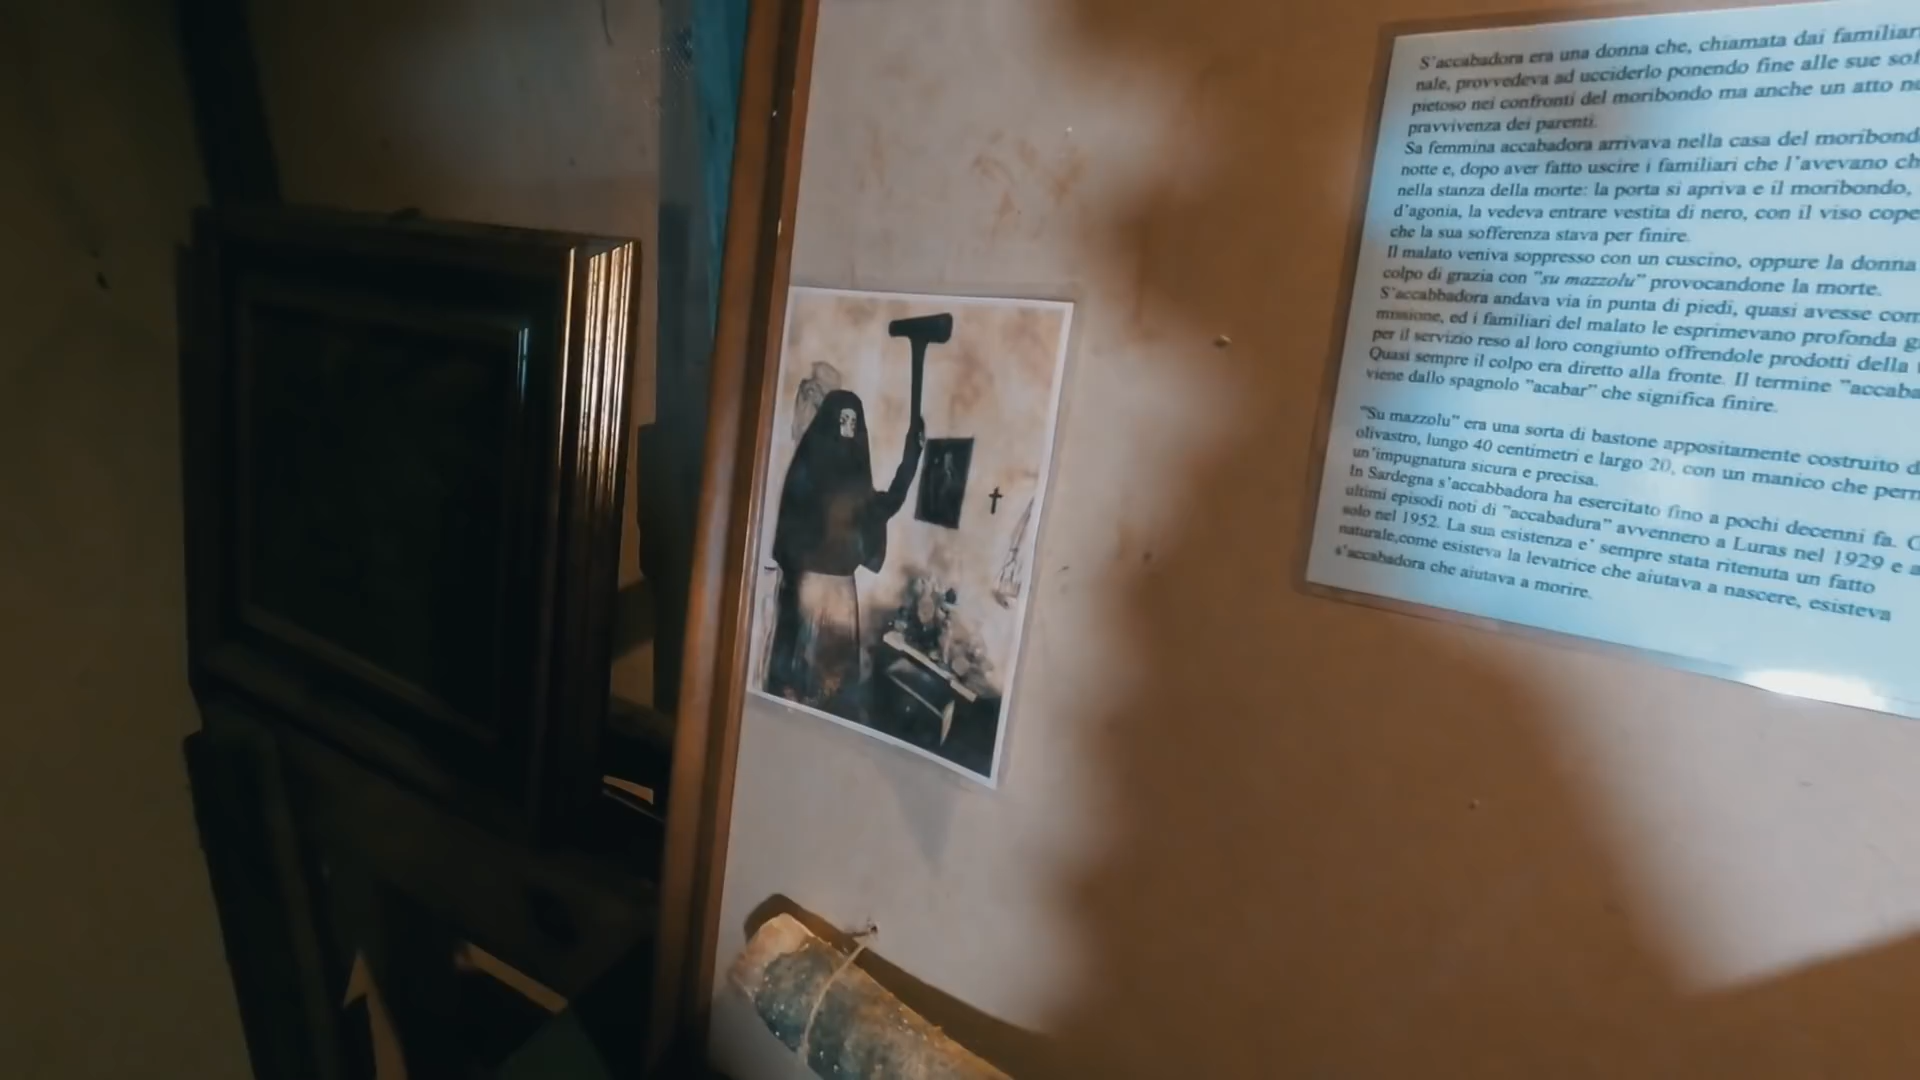 S'accabadora era una donna che, chiamata dai familiari
nale, provvedeva ad ucciderlo ponendo fine alle sue sof
pietoso nei confronti del moribondo ma anche un atto ne
pravvivenza dei parenti.
Sa femmina accabadora arrivava nella casa del moribond
notte e, dopo aver fatto uscire i familiari che l'avevano ch
nella stanza della morte: la porta si apriva e il moribondo,
d'agonia, la vedeva entrare vestita di nero, con il viso cope
che la sua sofferenza stava per finire.
Il malato veniva soppresso con un cuscino, oppure la donna
colpo di grazia con "su mazzolu" provocandone la morte.
S'accabbadora andava via in punta di piedi, quasi avesse com
missione, ed i familiari del malato le esprimevano profonda g
per il servizio reso al loro congiunto offrendole prodotti della
Quasi sempre il colpo era diretto alla fronte. Il termine "accaba
viene dallo spagnolo "acabar" che significa finire.
"Su mazzolu" era una sorta di bastone appositamente costruito d
olivastro, lungo 40 centimetri e largo 20, con un manico che perm
un'impugnatura sicura e precisa.
In Sardegna s'accabbadora ha esercitato fino a pochi decenni fa.
ultimi episodi noti di "accabadura" avvennero a Luras nel 1929 e a
solo nel 1952. La sua esistenza e' sempre stata ritenuta un fatto
naturale,come esisteva la levatrice che aiutava a nascere, esisteva
s'accabadora che aiutava a morire.